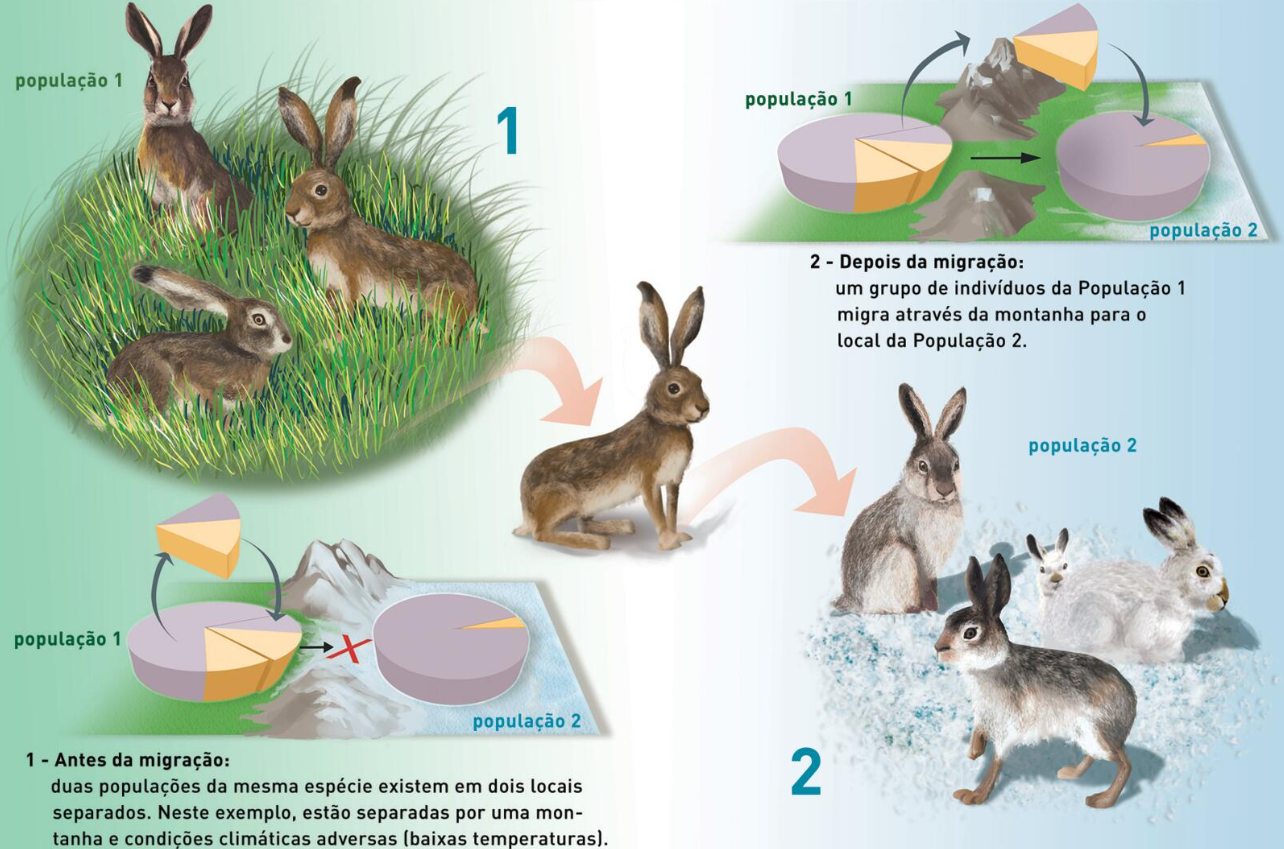 população 1
1
população 1
população 2
1 - Antes da migração:
duas populações da mesma espécie existem em dois locais
separados. Neste exemplo, estão separadas por uma mon-
tanha e condições climáticas adversas (baixas temperaturas).
população 1
população 2
2 - Depois da migração:
um grupo de indivíduos da População 1
migra através da montanha para o
local da População 2.
população 2
2